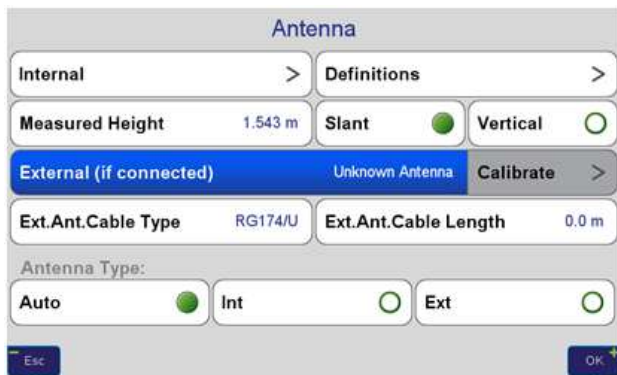 Antenna
Internal > Definitions >
Measured Height 1.543 m Slant Vertical
External (if connected) Unknown Antenna Calibrate >
Ext.Ant.Cable Type RG174/U Ext.Ant.Cable Length 0.0 m
Antenna Type:
Auto Int Ext
Esc OK